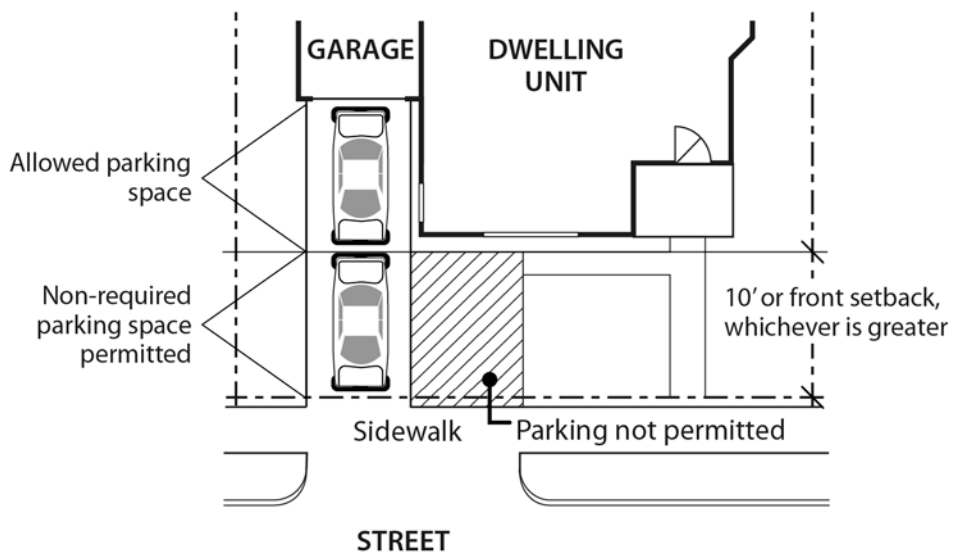 GARAGE
DWELLING
UNIT
Allowed parking
space
Non-required
parking space
permitted
10’ or front setback,
whichever is greater
Sidewalk
Parking not permitted
STREET